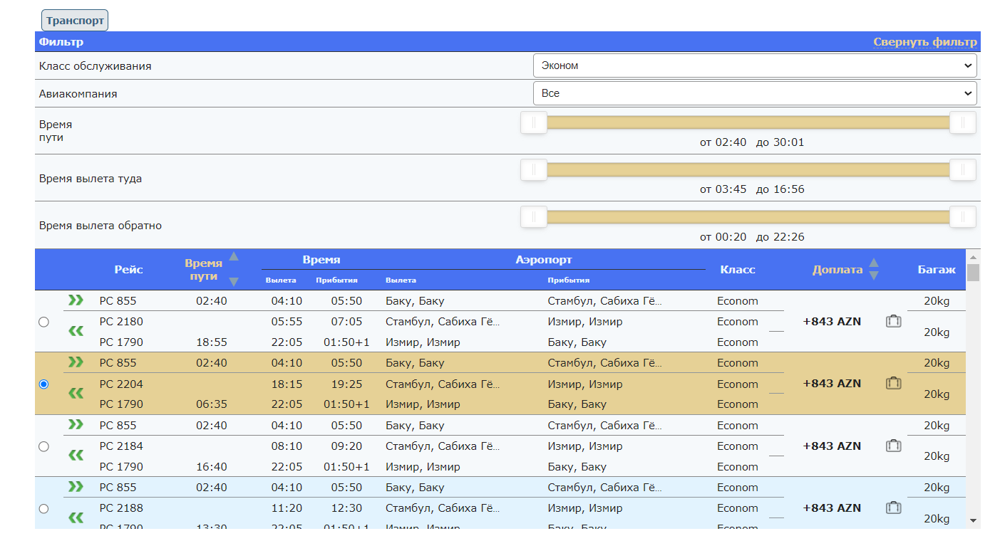 Транспорт
Фильтр Свернуть фильтр
Класс обслуживания Эконом
Авиакомпания Все
Время
пути
от 02:40 до 30:01
Время вылета туда
от 03:45 до 16:56
Время вылета обратно
от 00:20 до 22:26
Рейс Время пути Время Аэропорт Класс Доплата Багаж
Вылета Прибытия Вылета Прибытия
PC 855 02:40 04:10 05:50 Баку, Баку Стамбул, Сабиха Гё... Econom 20kg
PC 2180 05:55 07:05 Стамбул, Сабиха Гё... Измир, Измир Econom +843 AZN
PC 1790 18:55 22:05 01:50+1 Измир, Измир Баку, Баку Econom 20kg
PC 855 02:40 04:10 05:50 Баку, Баку Стамбул, Сабиха Гё... Econom 20kg
PC 2204 18:15 19:25 Стамбул, Сабиха Гё... Измир, Измир Econom +843 AZN
PC 1790 06:35 22:05 01:50+1 Измир, Измир Баку, Баку Econom 20kg
PC 855 02:40 04:10 05:50 Баку, Баку Стамбул, Сабиха Гё... Econom 20kg
PC 2184 08:10 09:20 Стамбул, Сабиха Гё... Измир, Измир Econom +843 AZN
PC 1790 16:40 22:05 01:50+1 Измир, Измир Баку, Баку Econom 20kg
PC 855 02:40 04:10 05:50 Баку, Баку Стамбул, Сабиха Гё... Econom 20kg
PC 2188 11:20 12:30 Стамбул, Сабиха Гё... Измир, Измир Econom +843 AZN
PC 1790 13:30 22:05 01:50+1 Измир, Измир Баку, Баку Econom 20kg